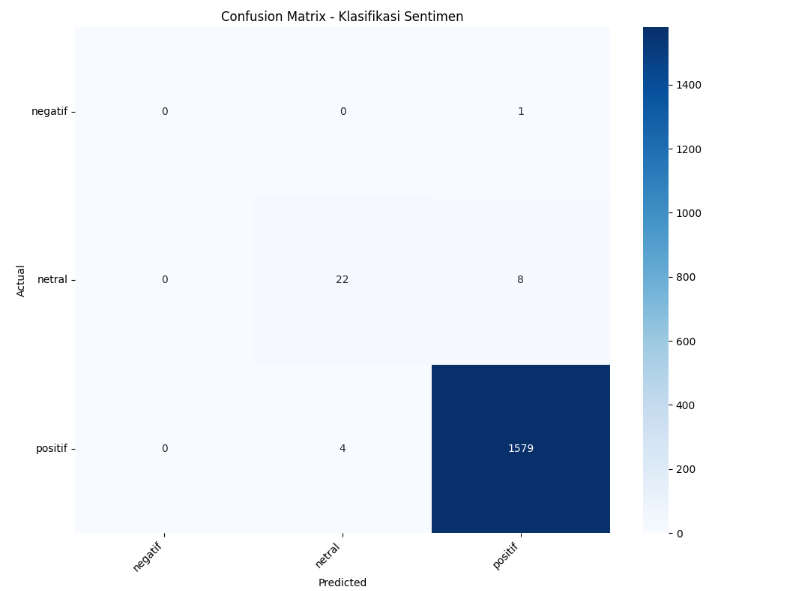 Confusion Matrix - Klasifikasi Sentimen
negatif
0
0
1
1400
1200
1000
Actual
netral
0
22
8
800
600
400
positif
0
4
1579
200
0
negatif
netral
positif
Predicted